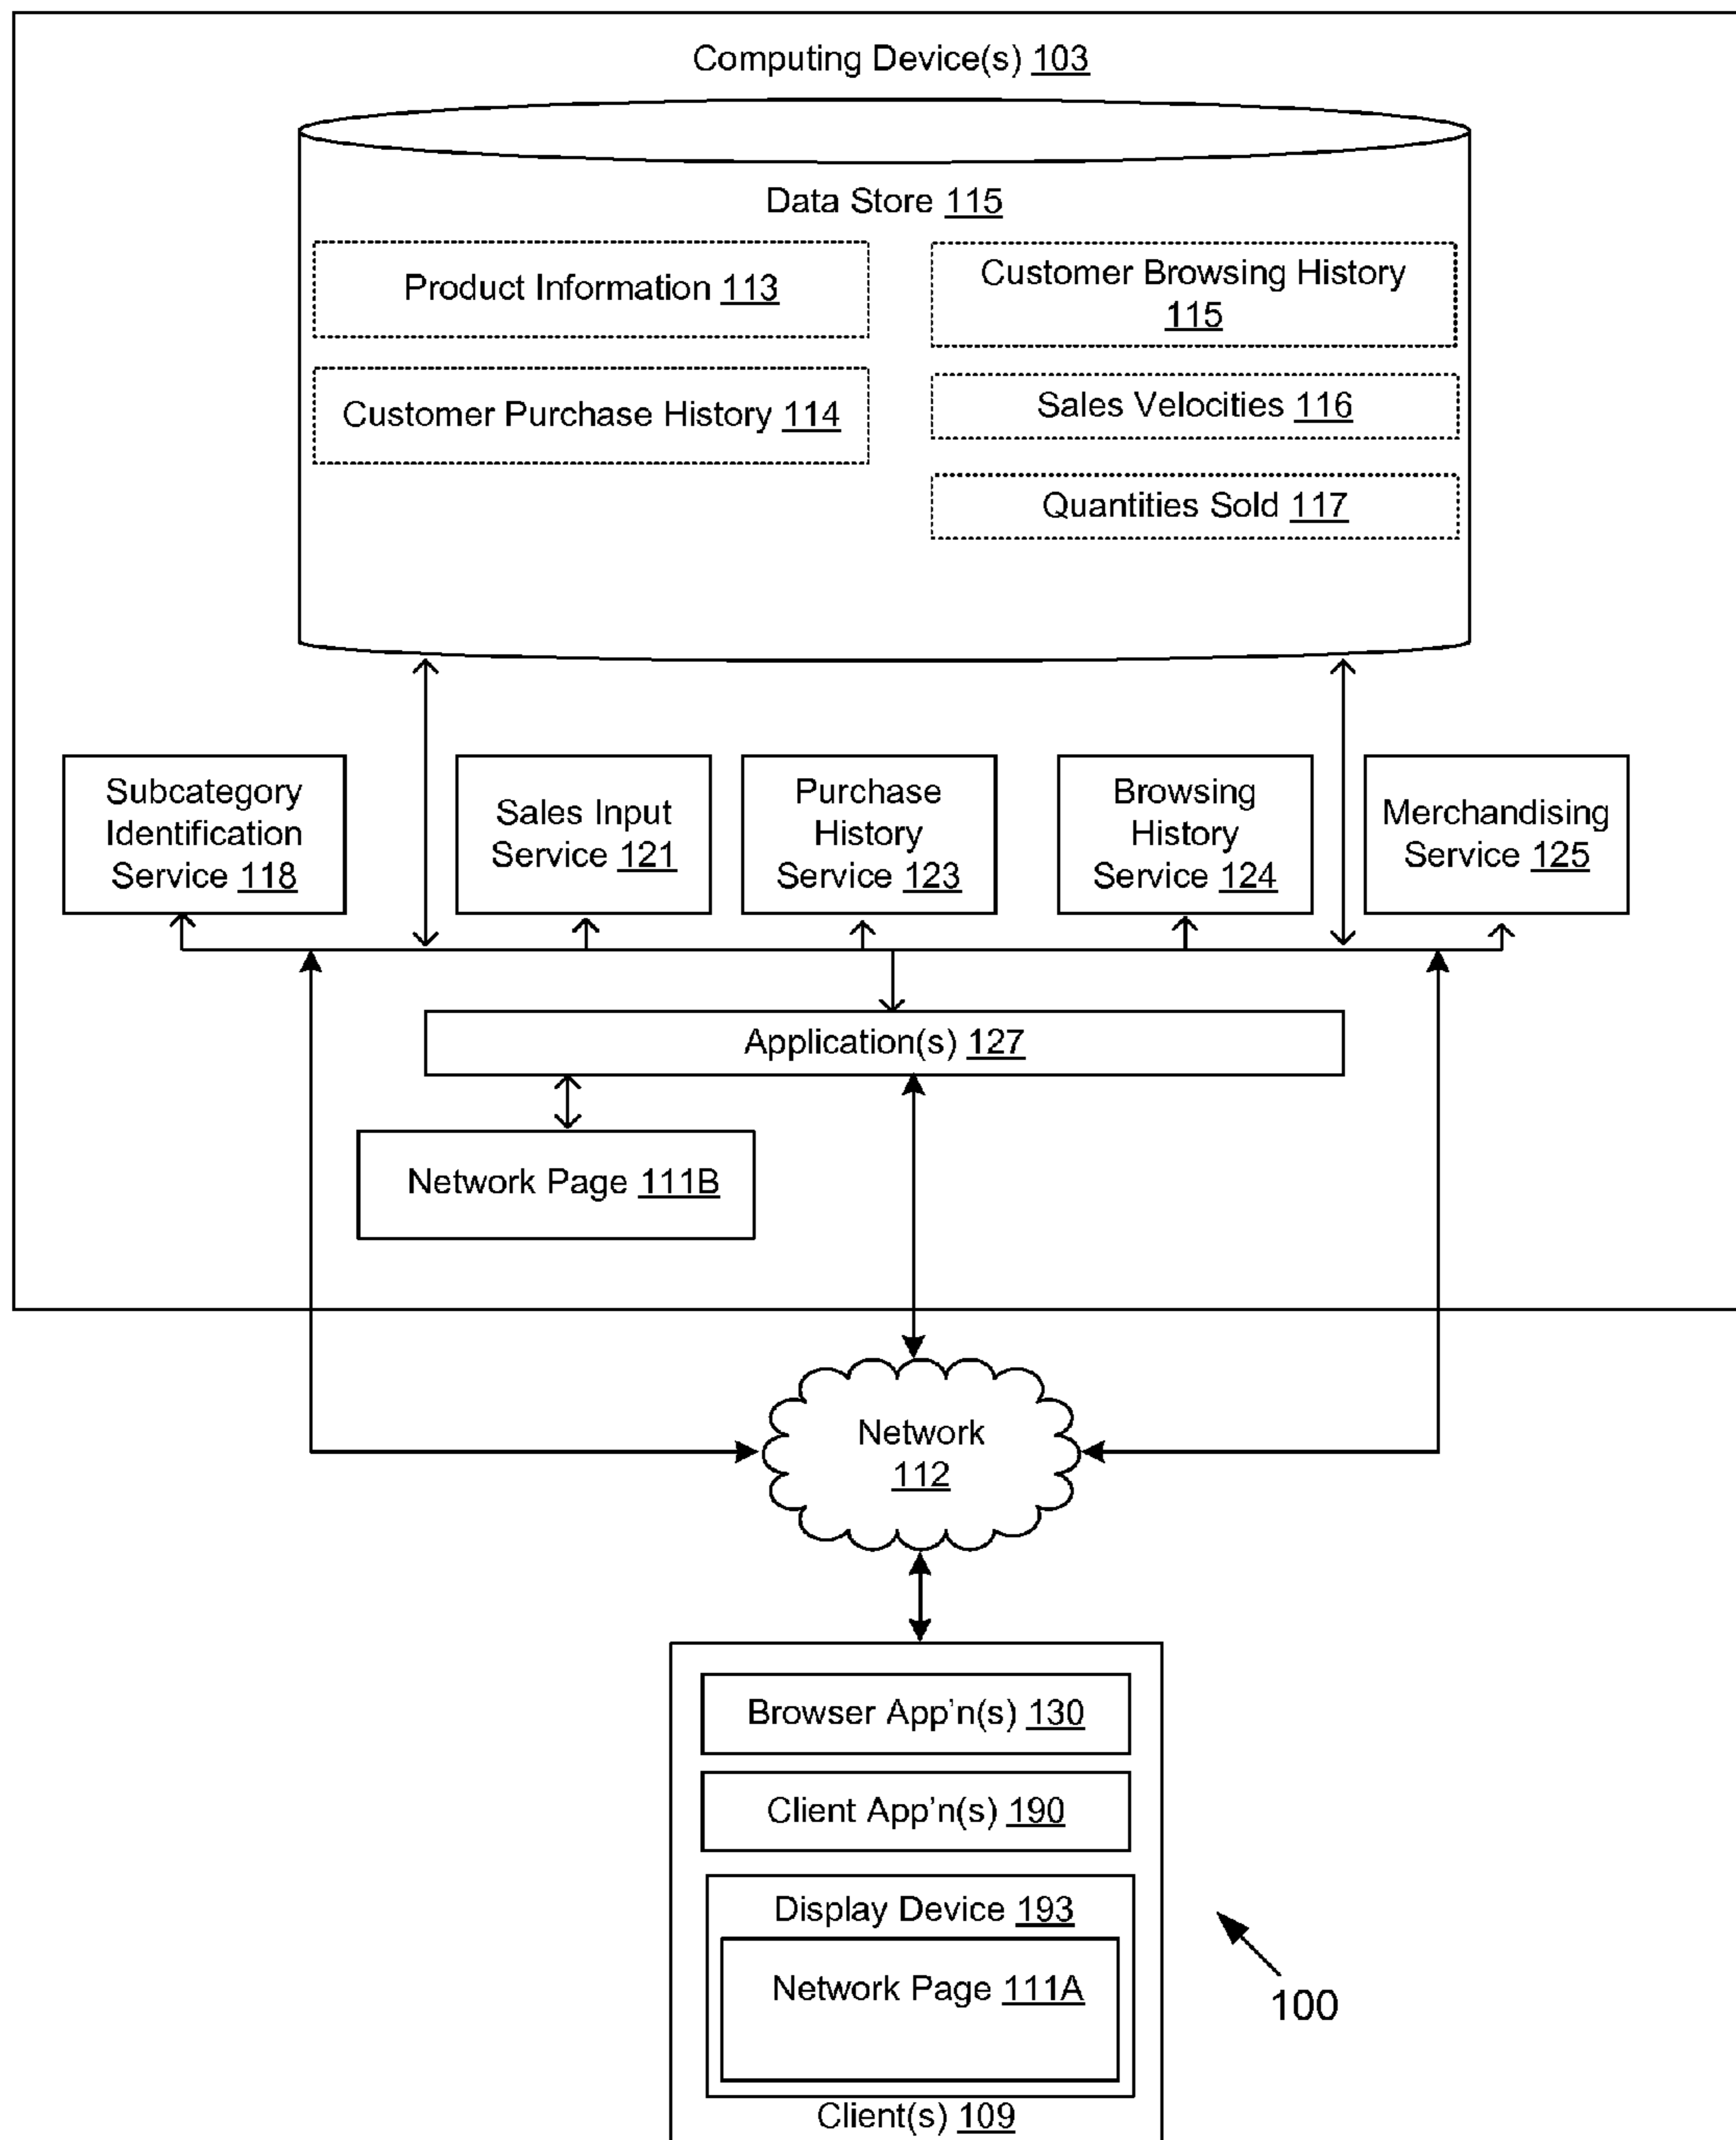 Computing Device(s) 103
Data Store 115
Product Information 113
Customer Purchase History 114
Customer Browsing History
115
Sales Velocities 116
Quantities Sold 117
Subcategory
Identification
Service 118
Sales Input
Service 121
Purchase
History
Service 123
Browsing
History
Service 124
Merchandising
Service 125
Application(s) 127
Network Page 111B
Network
112
Browser App'n(s) 130
Client App'n(s) 190
Display Device 193
Network Page 111A
Client(s) 109
100